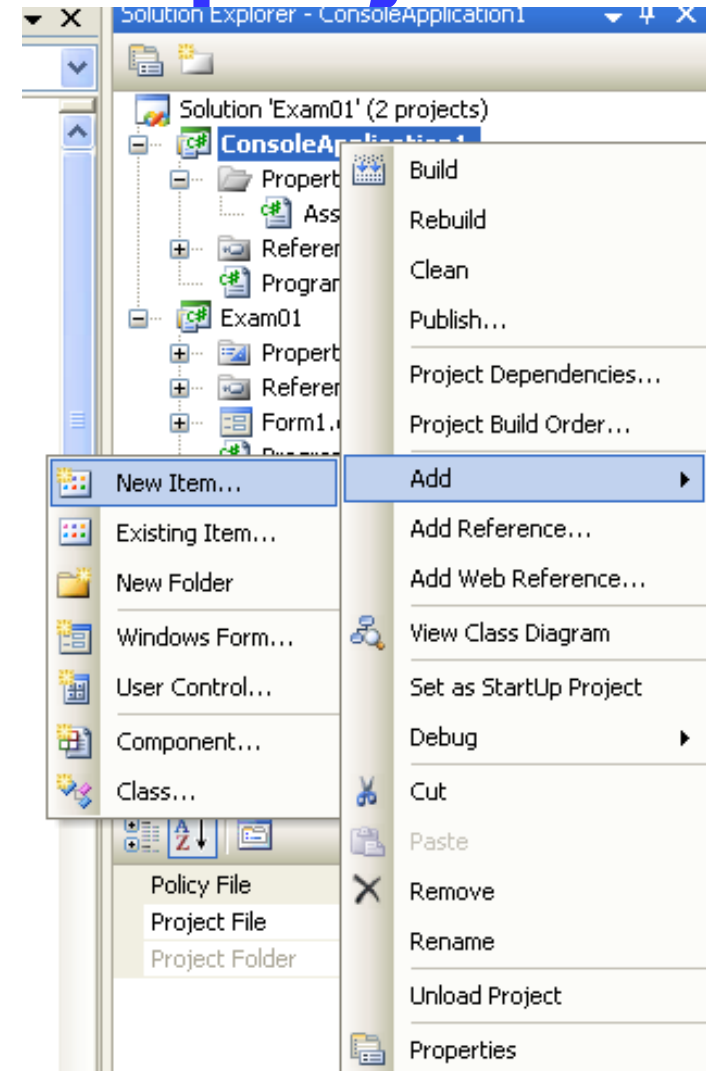 Solution Explorer - ConsoleApplication1
Solution 'Exam01' (2 projects)
ConsoleApplication1
Propert
Ass
Referer
Prograr
Exam01
Propert
Referer
Form1.
Build
Rebuild
Clean
Publish...
Project Dependencies...
Project Build Order...
Add
Add Reference...
Add Web Reference...
View Class Diagram
Set as StartUp Project
Debug
Cut
Paste
Remove
Rename
Unload Project
Properties
New Item...
Existing Item...
New Folder
Windows Form...
User Control...
Component...
Class...
Policy File
Project File
Project Folder